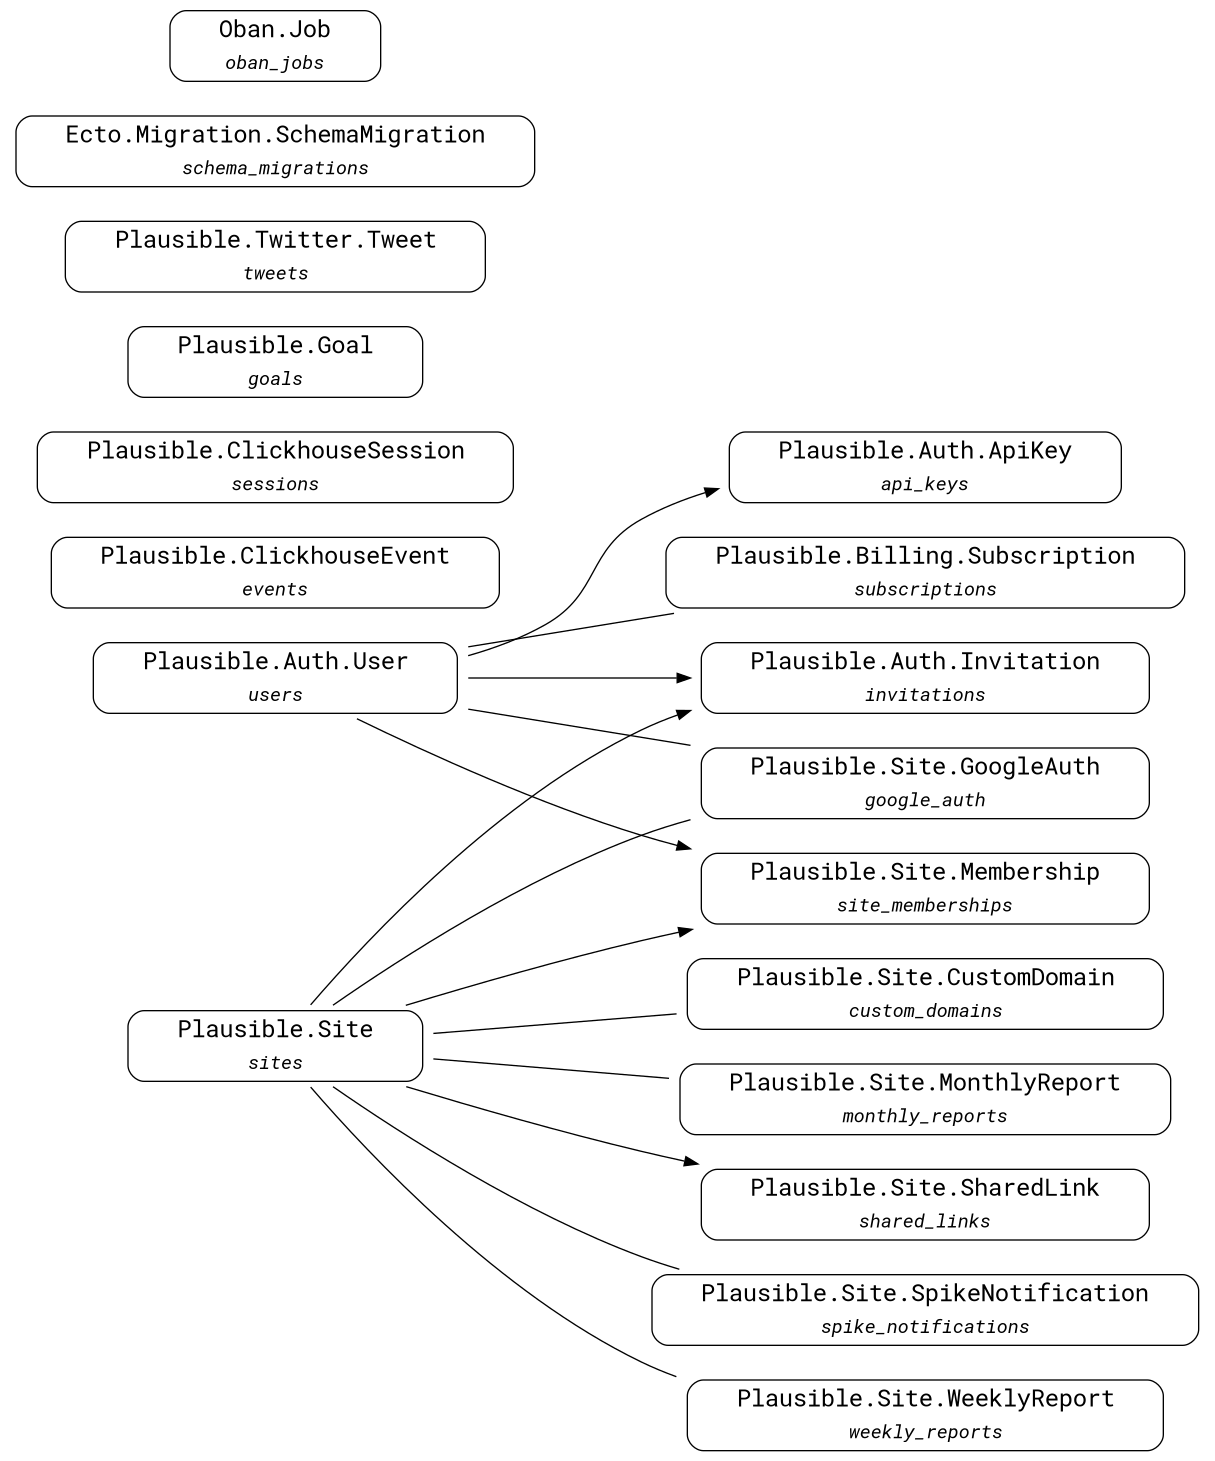 Oban.Job
oban_jobs
Ecto.Migration.SchemaMigration
schema_migrations
Plausible.Twitter.Tweet
tweets
Plausible.Goal
goals
Plausible.ClickhouseSession
sessions
Plausible.ClickhouseEvent
events
Plausible.Auth.User
users
Plausible.Site
sites
Plausible.Auth.ApiKey
api_keys
Plausible.Billing.Subscription
subscriptions
Plausible.Auth.Invitation
invitations
Plausible.Site.GoogleAuth
google_auth
Plausible.Site.Membership
site_memberships
Plausible.Site.CustomDomain
custom_domains
Plausible.Site.MonthlyReport
monthly_reports
Plausible.Site.SharedLink
shared_links
Plausible.Site.SpikeNotification
spike_notifications
Plausible.Site.WeeklyReport
weekly_reports